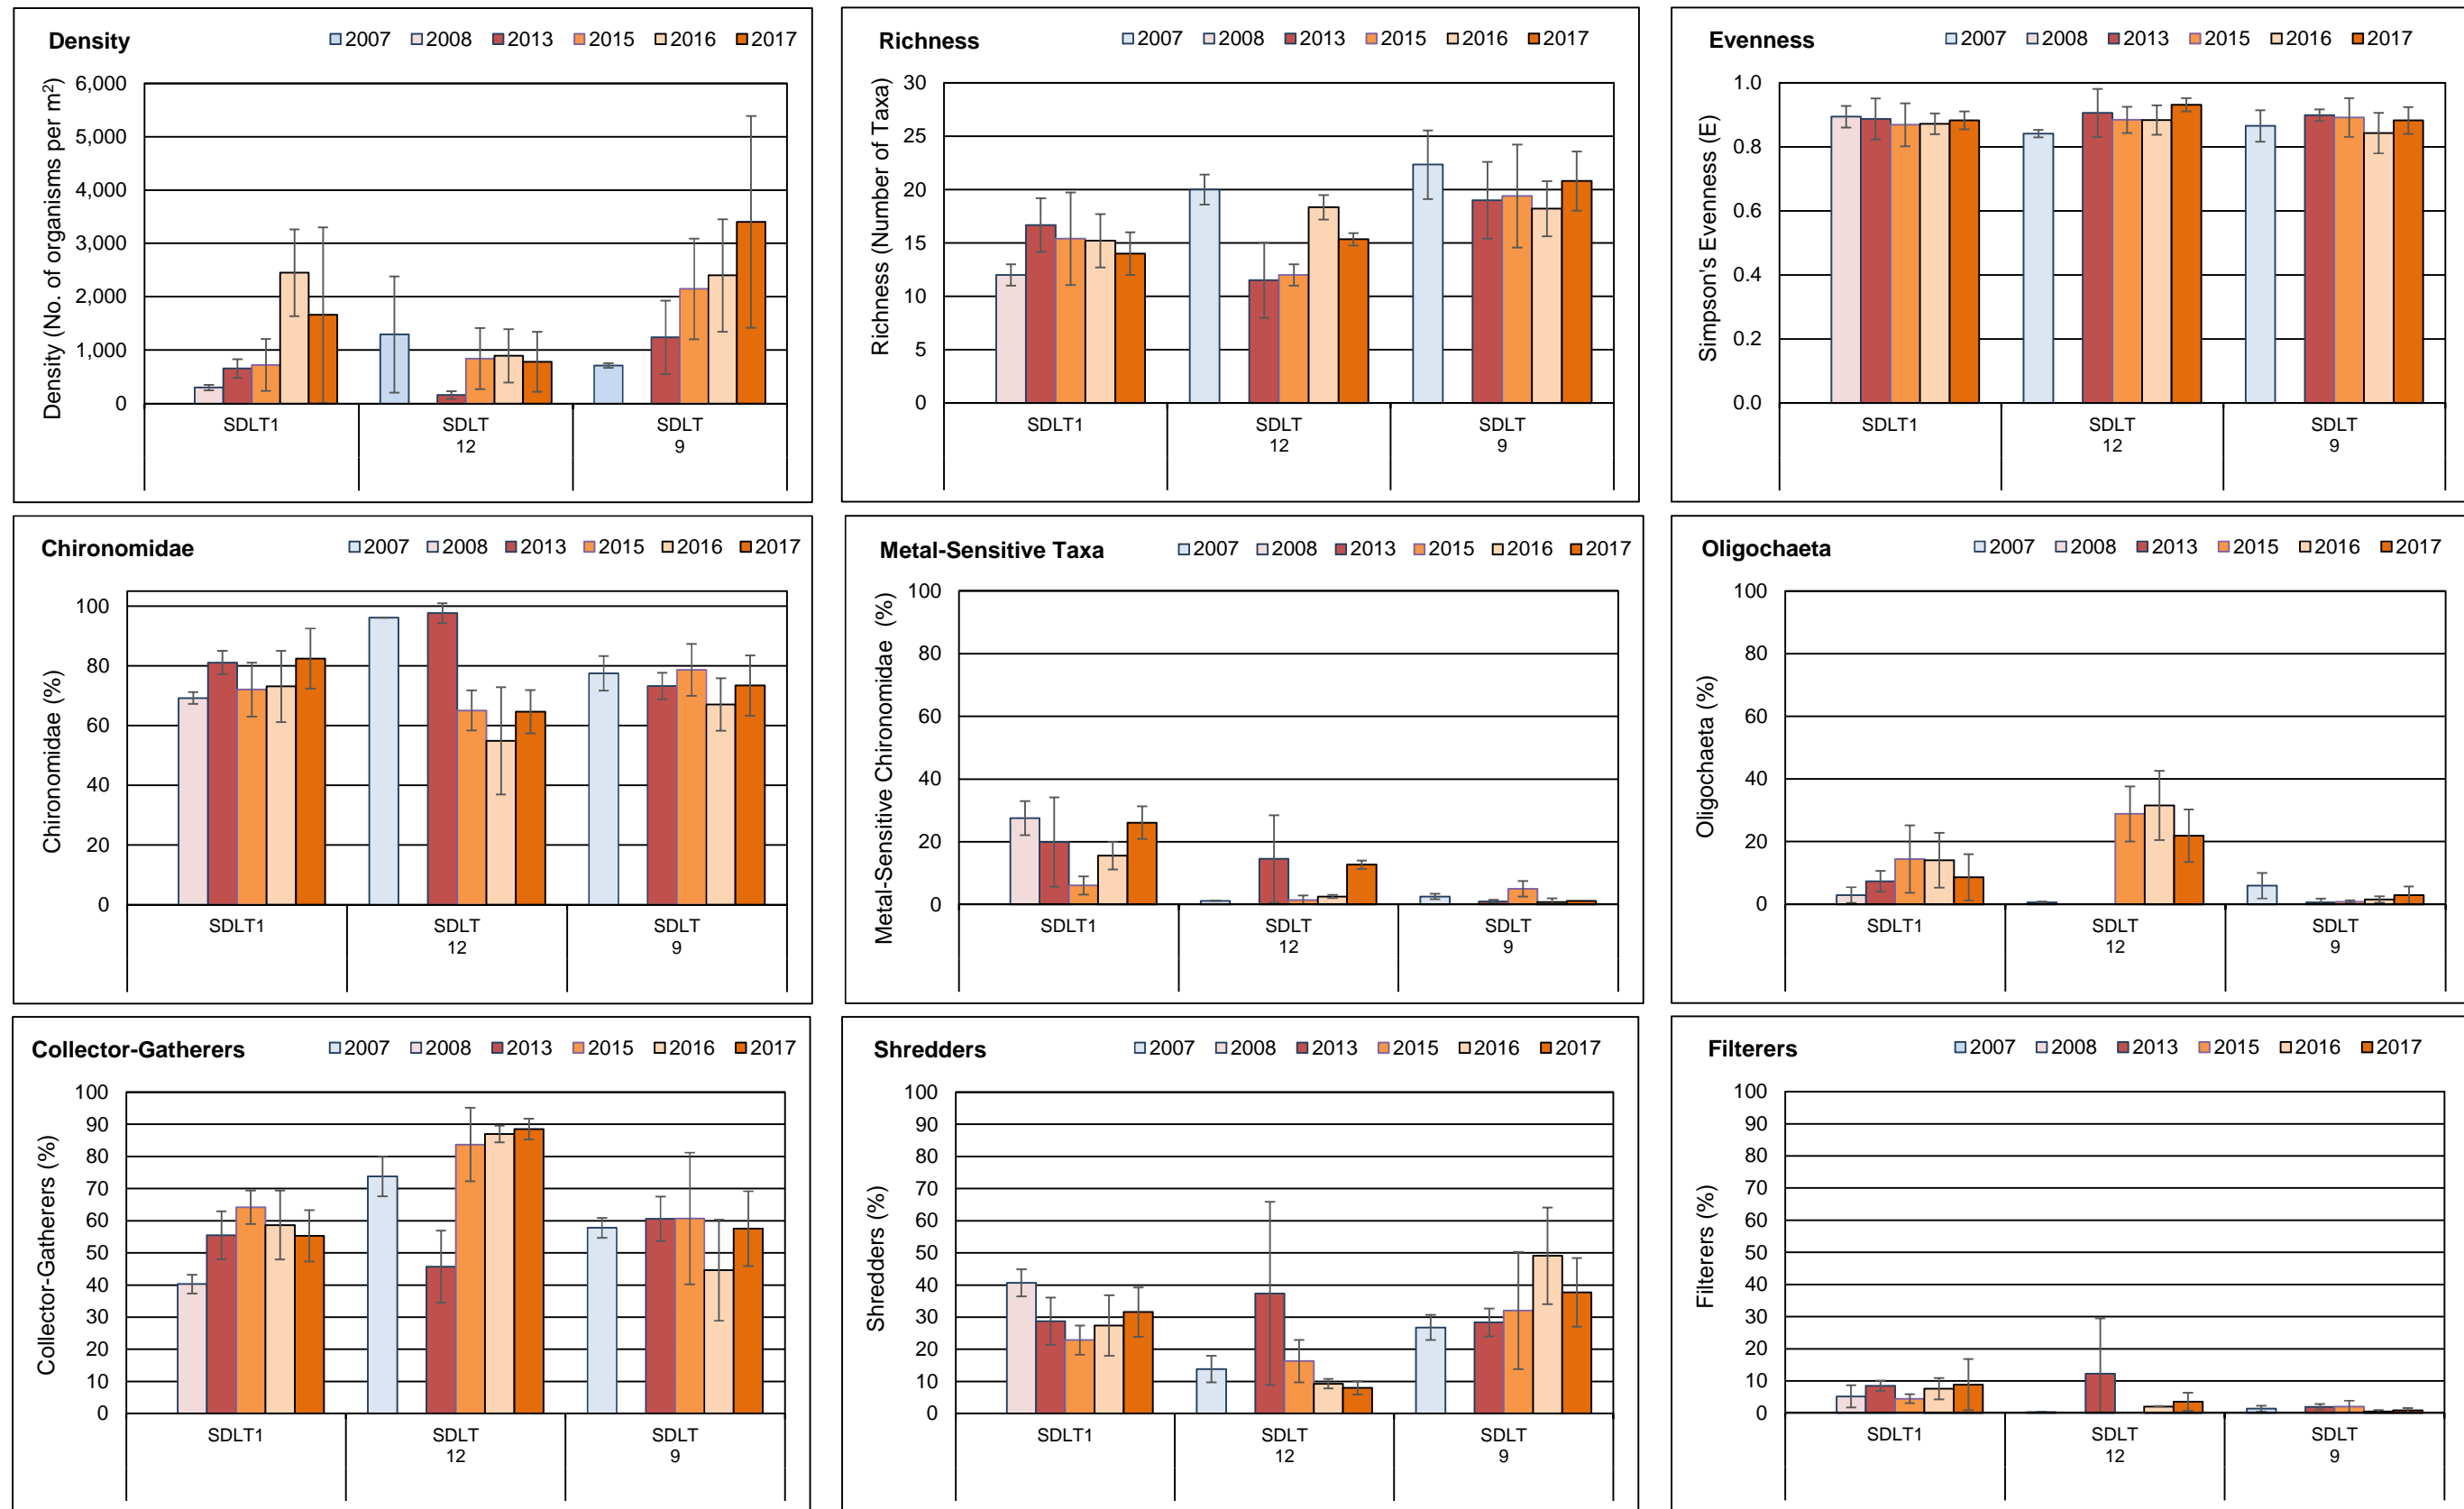 Density
2007 2008 2013 2015 2016 2017
Density (No. of organisms per m²)
6,000
5,000
4,000
3,000
2,000
1,000
0
SDLT1
SDLT
12
SDLT
9
Richness
2007 2008 2013 2015 2016 2017
Richness (Number of Taxa)
30
25
20
15
10
5
0
SDLT1
SDLT
12
SDLT
9
Evenness
2007 2008 2013 2015 2016 2017
Simpson's Evenness (E)
1.0
0.8
0.6
0.4
0.2
0.0
SDLT1
SDLT
12
SDLT
9
Chironomidae
2007 2008 2013 2015 2016 2017
Chironomidae (%)
100
80
60
40
20
0
SDLT1
SDLT
12
SDLT
9
Metal-Sensitive Taxa
2007 2008 2013 2015 2016 2017
Metal-Sensitive Chironomidae (%)
100
80
60
40
20
0
SDLT1
SDLT
12
SDLT
9
Oligochaeta
2007 2008 2013 2015 2016 2017
Oligochaeta (%)
100
80
60
40
20
0
SDLT1
SDLT
12
SDLT
9
Collector-Gatherers
2007 2008 2013 2015 2016 2017
Collector-Gatherers (%)
100
90
80
70
60
50
40
30
20
10
0
SDLT1
SDLT
12
SDLT
9
Shredders
2007 2008 2013 2015 2016 2017
Shredders (%)
100
90
80
70
60
50
40
30
20
10
0
SDLT1
SDLT
12
SDLT
9
Filterers
2007 2008 2013 2015 2016 2017
Filterers (%)
100
90
80
70
60
50
40
30
20
10
0
SDLT1
SDLT
12
SDLT
9